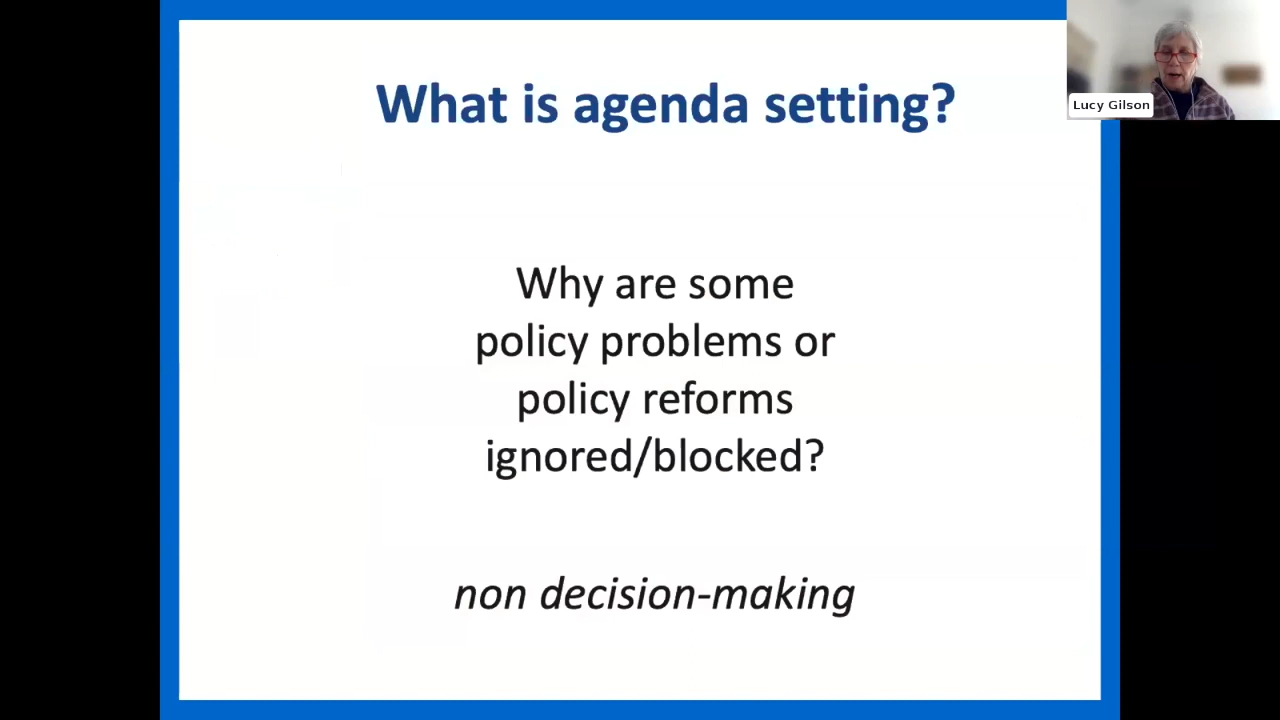 What is agenda setting?
Lucy Gilson
Why are some
policy problems or
policy reforms
ignored/blocked?
non decision-making